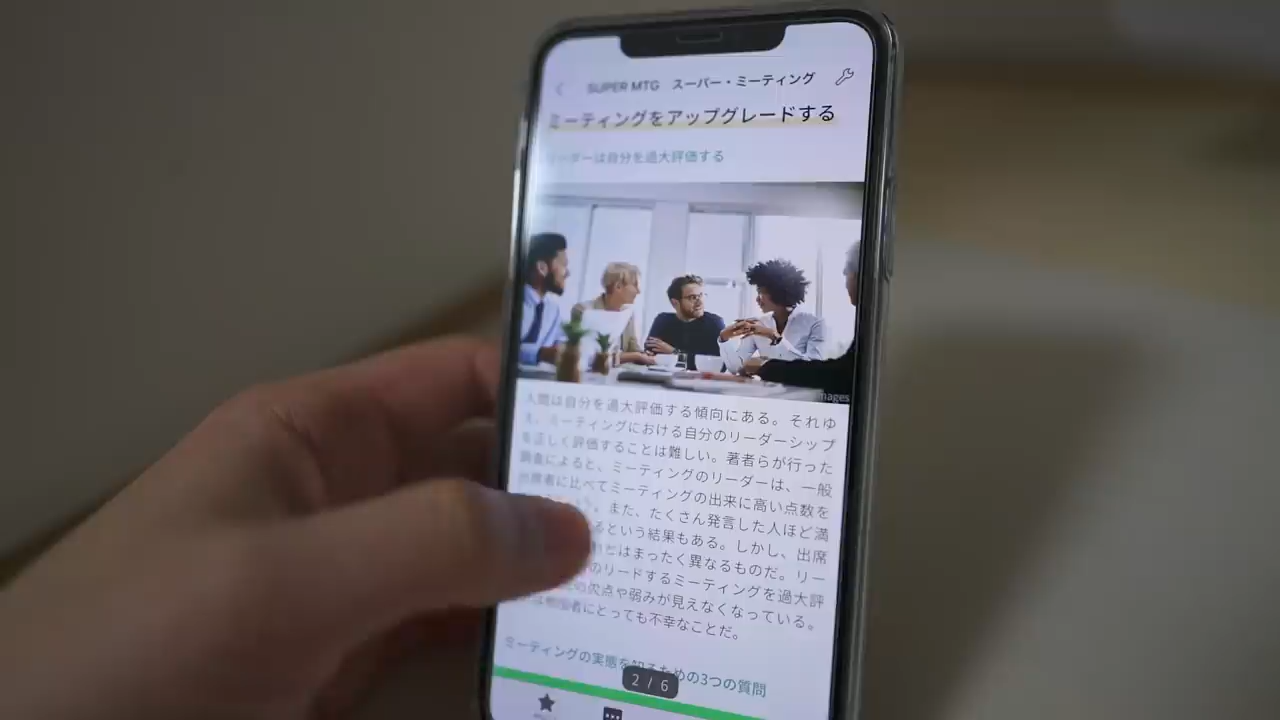 SUPER MTG スーパー・ミーティング
ミーティングをアップグレードする
リーダーは自分を過大評価する
mages
人間は自分を過大評価する傾向にある。それゆ
え、ミーティングにおける自分のリーダーシップ
を正しく評価することは難しい。著者らが行った
調査によると、ミーティングのリーダーは、一般
出席者に比べてミーティングの出来に高い点数を
。また、たくさん発言した人ほど満
るという結果もある。しかし、出席
とはまったく異なるものだ。リー
のリードするミーティングを過大評
の欠点や弱みが見えなくなっている。
にとっても不幸なことだ。
ミーティングの実態を知るための3つの質問
2 / 6